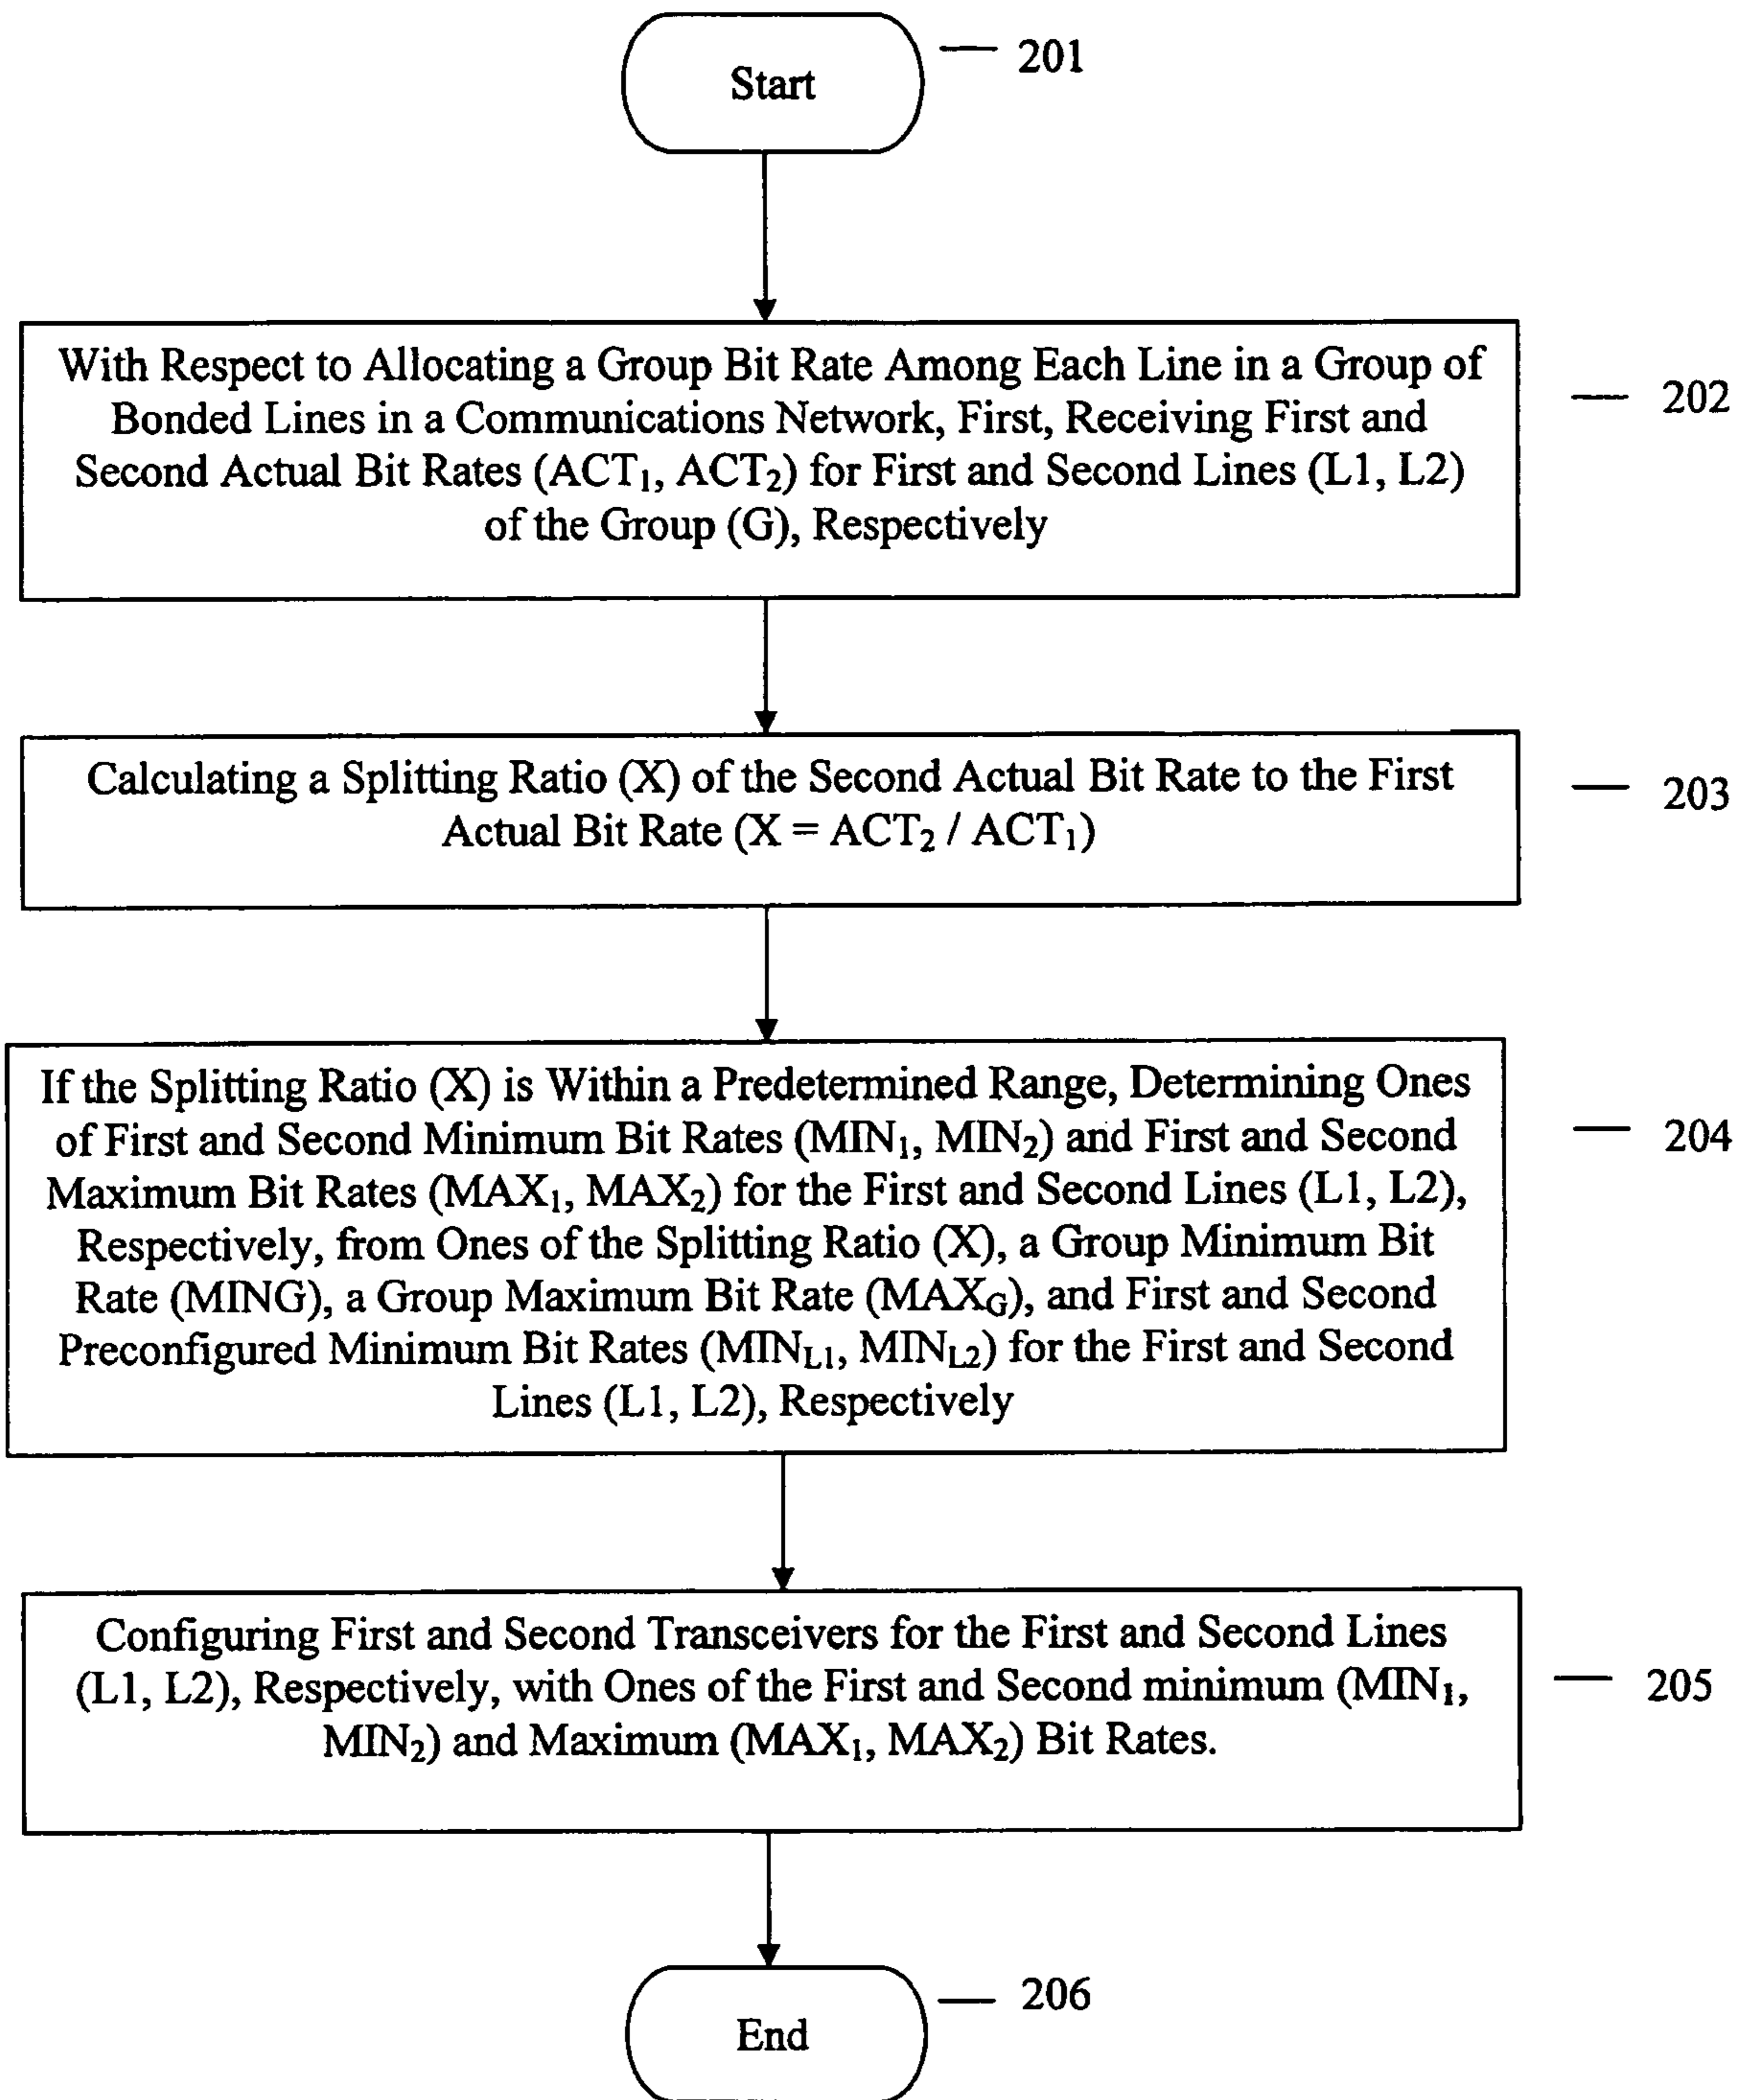 Start
201
With Respect to Allocating a Group Bit Rate Among Each Line in a Group of
Bonded Lines in a Communications Network, First, Receiving First and
Second Actual Bit Rates (ACT₁, ACT₂) for First and Second Lines (L1, L2)
of the Group (G), Respectively
202
Calculating a Splitting Ratio (X) of the Second Actual Bit Rate to the First
Actual Bit Rate (X = ACT₂ / ACT₁)
203
If the Splitting Ratio (X) is Within a Predetermined Range, Determining Ones
of First and Second Minimum Bit Rates (MIN₁, MIN₂) and First and Second
Maximum Bit Rates (MAX₁, MAX₂) for the First and Second Lines (L1, L2),
Respectively, from Ones of the Splitting Ratio (X), a Group Minimum Bit
Rate (MING), a Group Maximum Bit Rate (MAX_G), and First and Second
Preconfigured Minimum Bit Rates (MIN_L1, MIN_L2) for the First and Second
Lines (L1, L2), Respectively
204
Configuring First and Second Transceivers for the First and Second Lines
(L1, L2), Respectively, with Ones of the First and Second minimum (MIN₁,
MIN₂) and Maximum (MAX₁, MAX₂) Bit Rates.
205
End
206